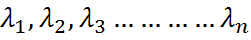 λ₁, λ₂, λ₃ … … … … … λₙ